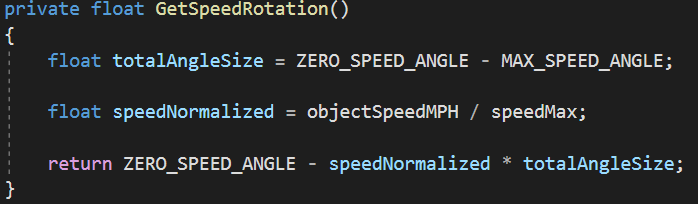 private float GetSpeedRotation()
{
float totalAngleSize = ZERO_SPEED_ANGLE - MAX_SPEED_ANGLE;
float speedNormalized = objectSpeedMPH / speedMax;
return ZERO_SPEED_ANGLE - speedNormalized * totalAngleSize;
}